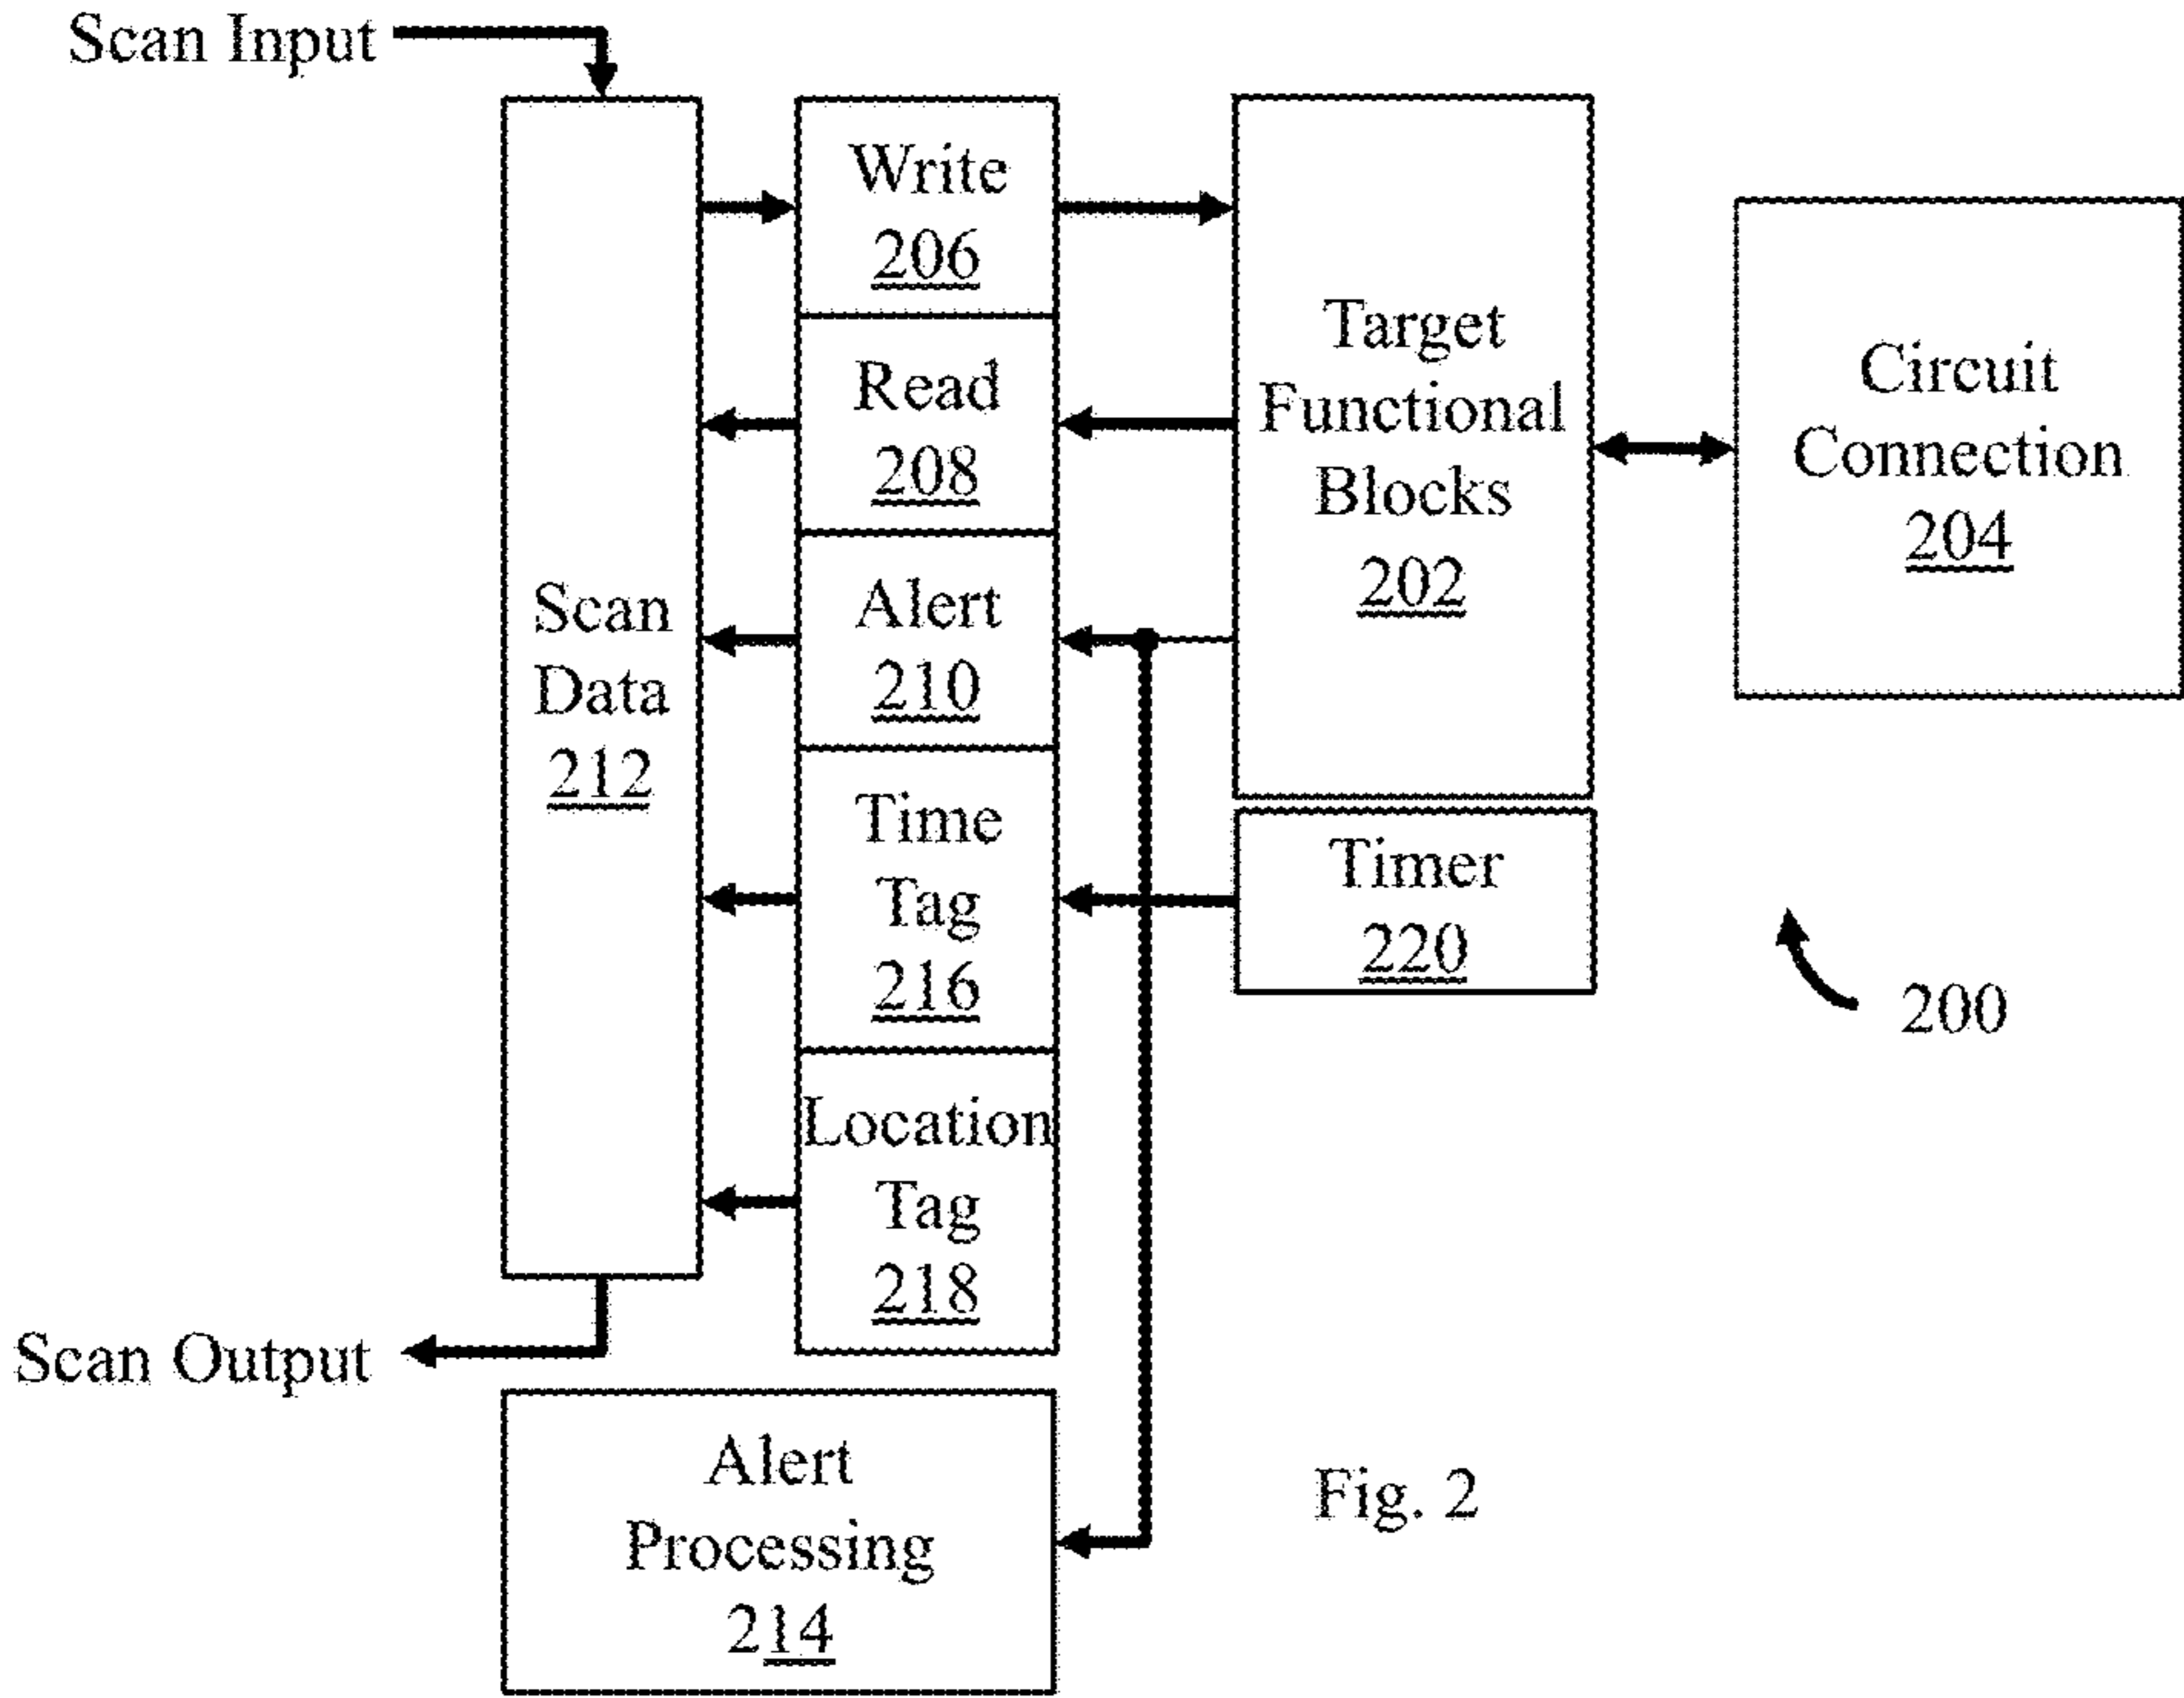 Scan Input
Write
206
Read
208
Alert
210
Time
Tag
216
Location
Tag
218
Scan
Data
212
Target
Functional
Blocks
202
Circuit
Connection
204
Timer
220
200
Scan Output
Alert
Processing
214
Fig. 2